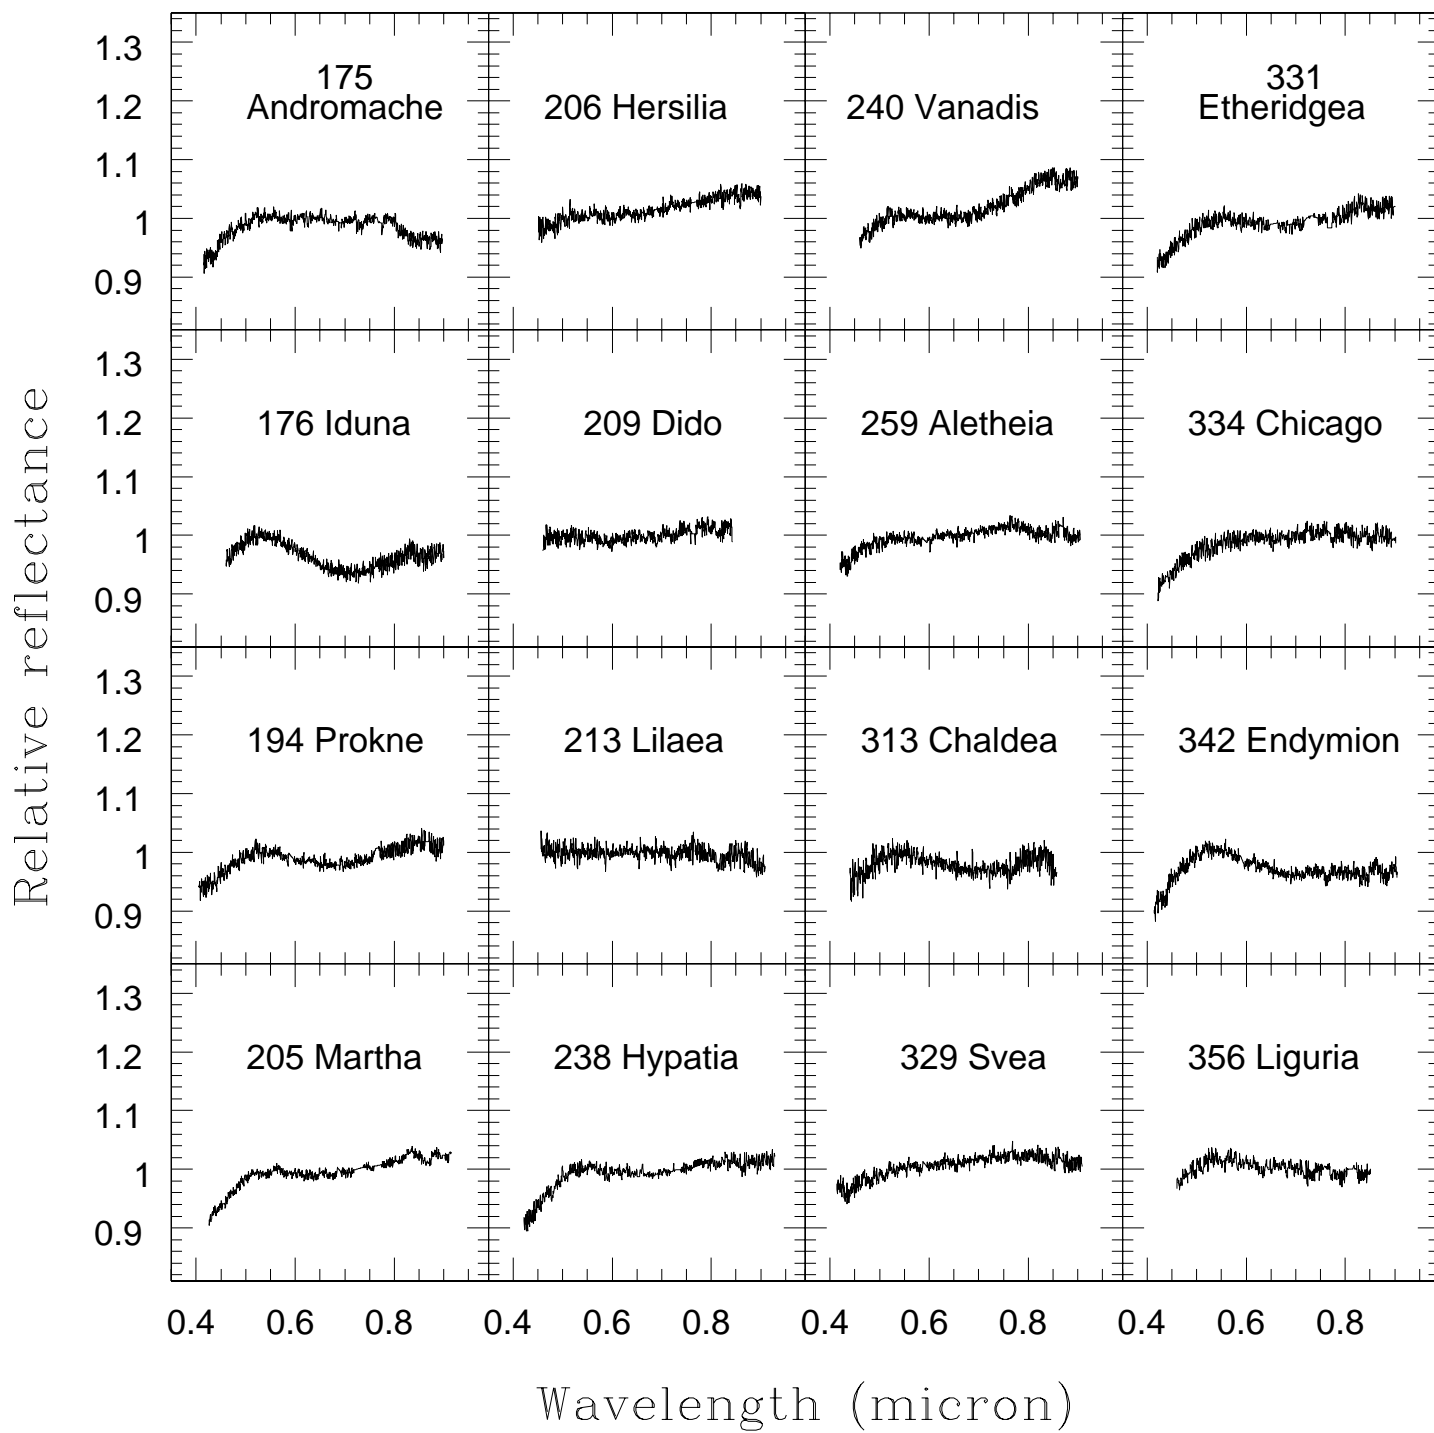 1.3
1.2
1.1
1
0.9
175
Andromache
206 Hersilia
240 Vanadis
331
Etheridgea
1.3
1.2
1.1
1
0.9
176 Iduna
209 Dido
259 Aletheia
334 Chicago
1.3
1.2
1.1
1
0.9
194 Prokne
213 Lilaea
313 Chaldea
342 Endymion
1.3
1.2
1.1
1
0.9
205 Martha
238 Hypatia
329 Svea
356 Liguria
0.4 0.6 0.8
0.4 0.6 0.8
0.4 0.6 0.8
0.4 0.6 0.8
Relative reflectance
Wavelength (micron)